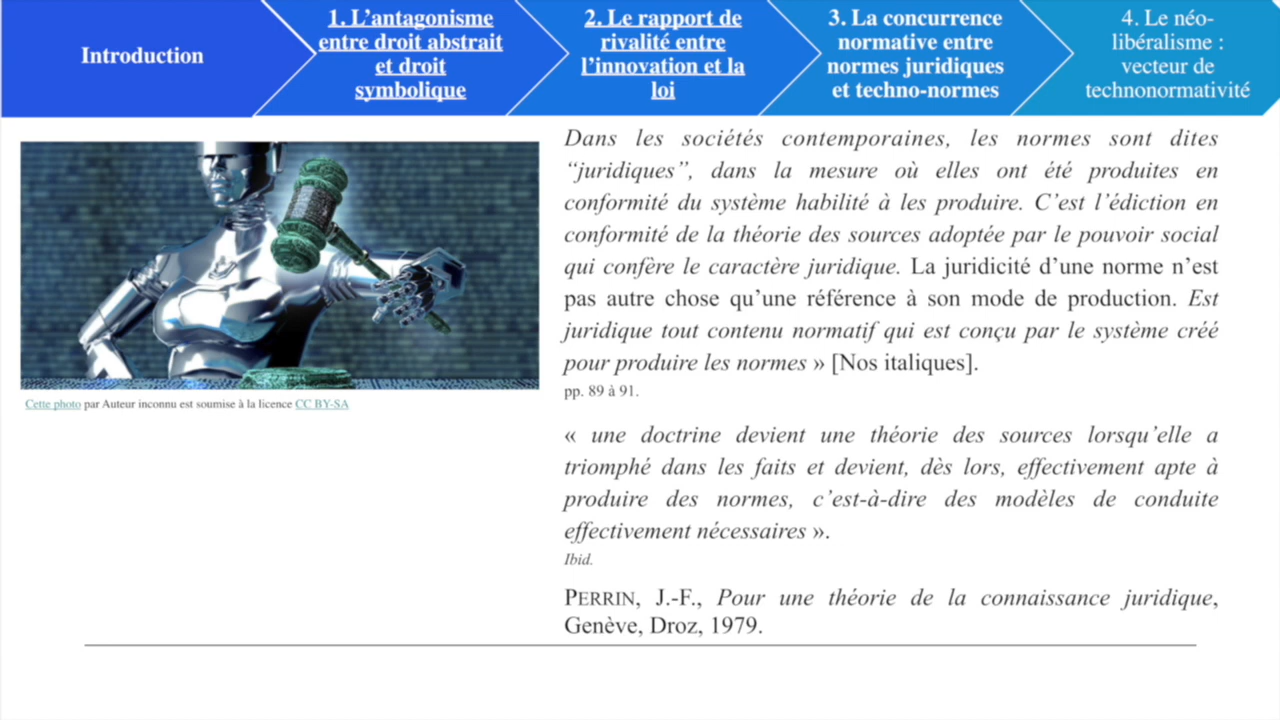 Introduction
1. L’antagonisme
entre droit abstrait
et droit
symbolique
2. Le rapport de
rivalité entre
l’innovation et la
loi
3. La concurrence
normative entre
normes juridiques
et techno-normes
4. Le néo-
libéralisme :
vecteur de
technonormativité
Dans les sociétés contemporaines, les normes sont dites
“juridiques”, dans la mesure où elles ont été produites en
conformité du système habilité à les produire. C’est l’édiction en
conformité de la théorie des sources adoptée par le pouvoir social
qui confère le caractère juridique. La juridicité d’une norme n’est
pas autre chose qu’une référence à son mode de production. Est
juridique tout contenu normatif qui est conçu par le système créé
pour produire les normes » [Nos italiques].
pp. 89 à 91.
« une doctrine devient une théorie des sources lorsqu’elle a
triomphé dans les faits et devient, dès lors, effectivement apte à
produire des normes, c’est-à-dire des modèles de conduite
effectivement nécessaires ».
Ibid.
PERRIN, J.-F., Pour une théorie de la connaissance juridique,
Genève, Droz, 1979.
Cette photo par Auteur inconnu est soumise à la licence CC BY-SA